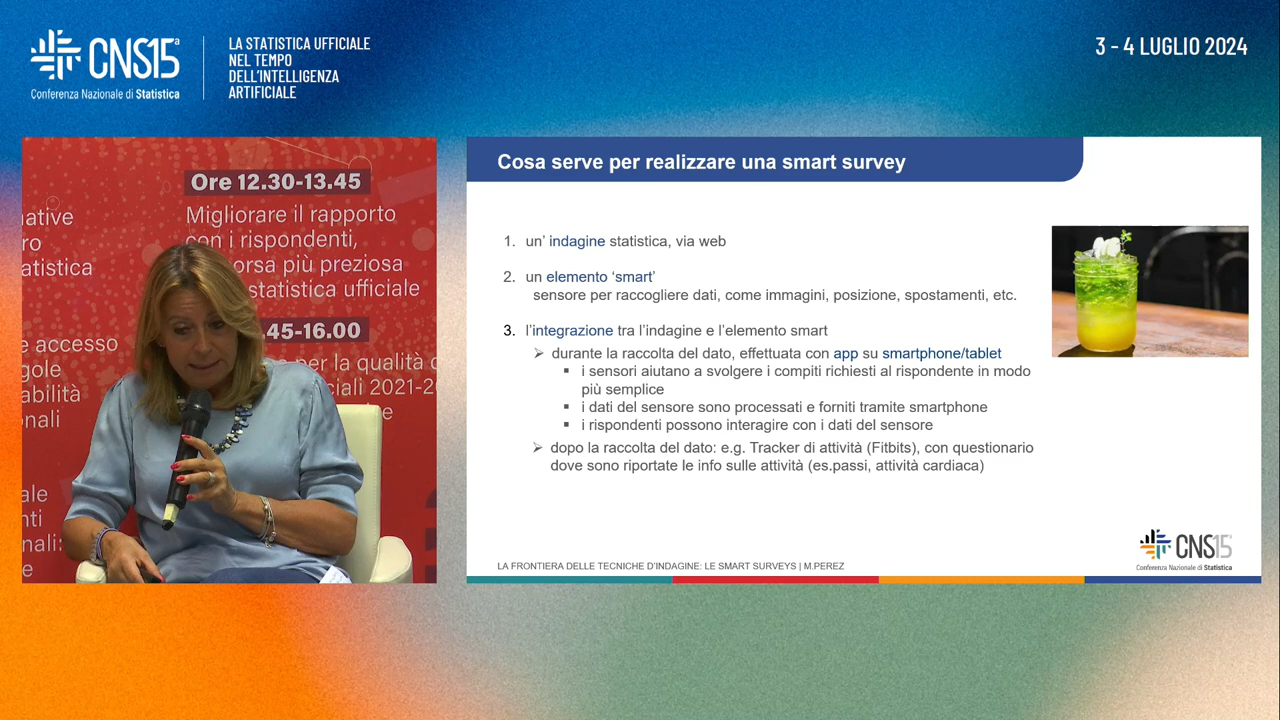 CNS15ª
Conferenza Nazionale di Statistica
LA STATISTICA UFFICIALE
NEL TEMPO
DELL'INTELLIGENZA
ARTIFICIALE
3 - 4 LUGLIO 2024
Ore 12.30-13.45
Migliorare il rapporto
con i rispondenti,
orsa più preziosa
statistica ufficiale
.45-16.00
per la qualità
ciali 2021-2
ative
ro
atistica
e accesso
gole
abilità
onali
ale
nti
nali:
e
Cosa serve per realizzare una smart survey
1. un' indagine statistica, via web
2. un elemento 'smart'
sensore per raccogliere dati, come immagini, posizione, spostamenti, etc.
3. l'integrazione tra l'indagine e l'elemento smart
➢ durante la raccolta del dato, effettuata con app su smartphone/tablet
▪ i sensori aiutano a svolgere i compiti richiesti al rispondente in modo
più semplice
▪ i dati del sensore sono processati e forniti tramite smartphone
▪ i rispondenti possono interagire con i dati del sensore
➢ dopo la raccolta del dato: e.g. Tracker di attività (Fitbits), con questionario
dove sono riportate le info sulle attività (es.passi, attività cardiaca)
LA FRONTIERA DELLE TECNICHE D'INDAGINE: LE SMART SURVEYS | M.PEREZ
CNS15
Conferenza Nazionale di Statistica